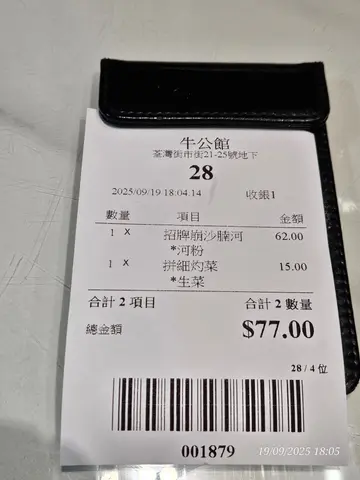 牛公館
荃灣街市街21-25號地下
28
2025/09/19 18:04.14 收銀1
數量 項目 金額
1 X 招牌崩沙腩河 62.00
*河粉
1 X 拼細灼菜 15.00
*生菜
合計 2 項目 合計 2 數量
總金額 $77.00
28 / 4 位
001879
19/09/2025 18:05